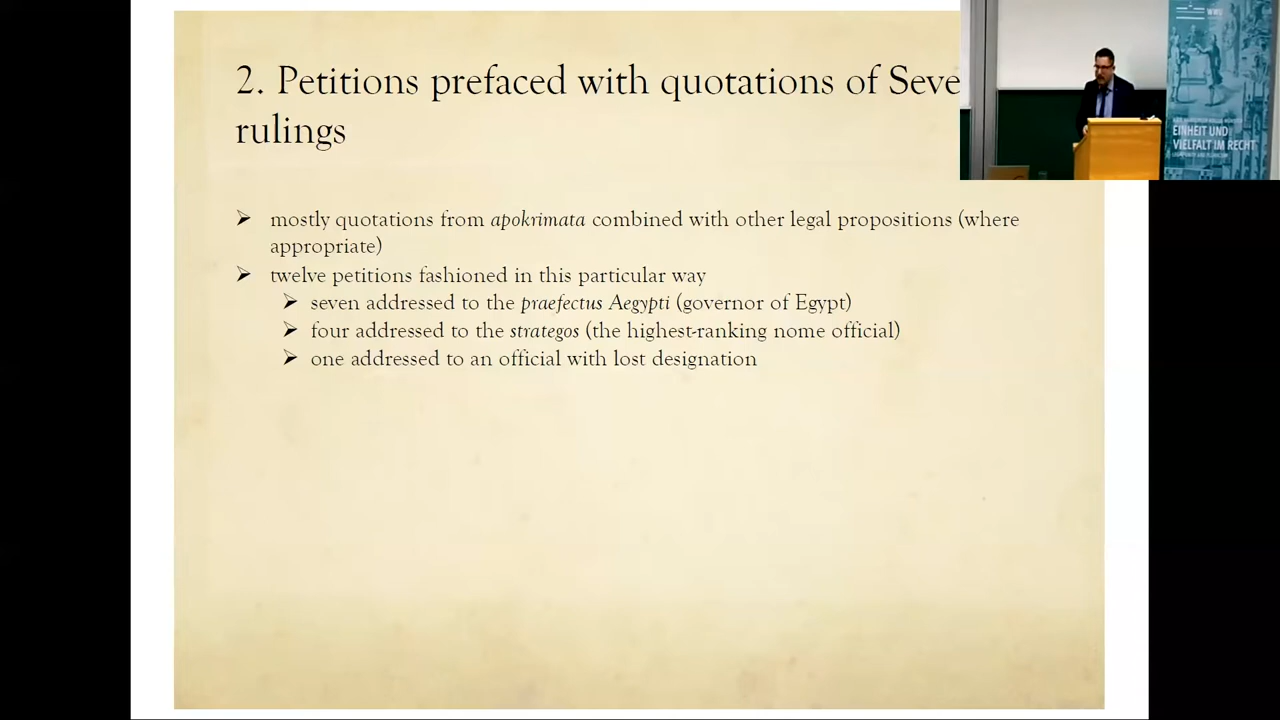 2. Petitions prefaced with quotations of Seve
rulings
➢ mostly quotations from apokrimata combined with other legal propositions (where
appropriate)
➢ twelve petitions fashioned in this particular way
➢ seven addressed to the praefectus Aegypti (governor of Egypt)
➢ four addressed to the strategos (the highest-ranking nome official)
➢ one addressed to an official with lost designation
WWU
EINHEIT UND
VIELFALT IM RECHT